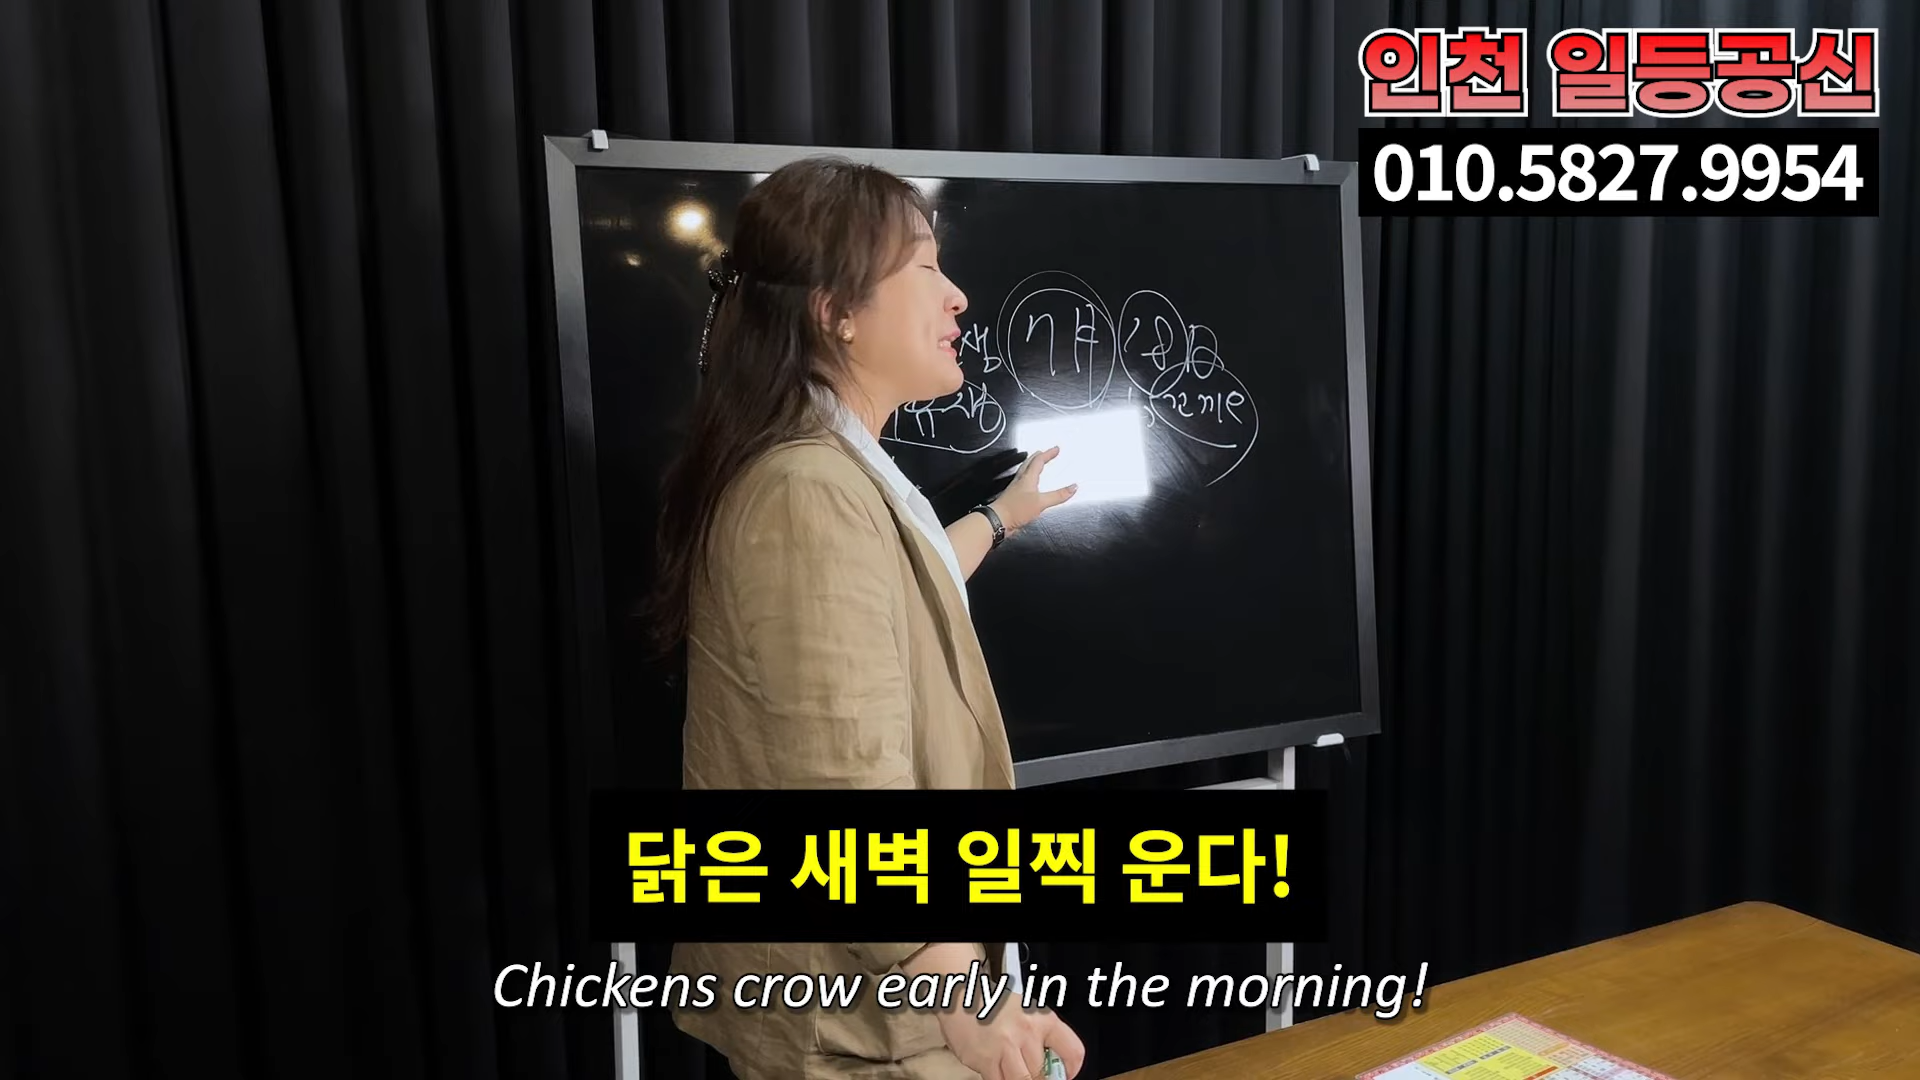 인천 일등공신
010.5827.9954
개
닭은 새벽 일찍 운다!
Chickens crow early in the morning!